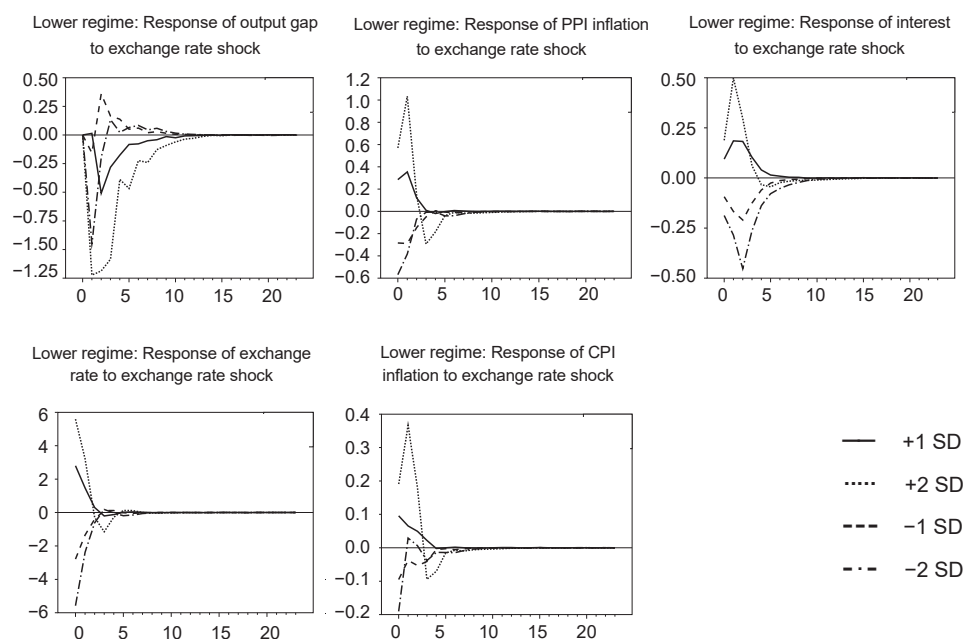 Lower regime: Response of output gap
to exchange rate shock
0.50
0.25
0.00
−0.25
−0.50
−0.75
−1.50
−1.25
0 5 10 15 20
Lower regime: Response of PPI inflation
to exchange rate shock
1.2
1.0
0.8
0.6
0.4
0.2
0.0
−0.2
−0.4
−0.6
0 5 10 15 20
Lower regime: Response of interest
to exchange rate shock
0.50
0.25
0.00
−0.25
−0.50
0 5 10 15 20
Lower regime: Response of exchange
rate to exchange rate shock
6
4
2
0
−2
−4
−6
0 5 10 15 20
Lower regime: Response of CPI
inflation to exchange rate shock
0.4
0.3
0.2
0.1
0.0
−0.1
−0.2
0 5 10 15 20
+1 SD
+2 SD
−1 SD
−2 SD